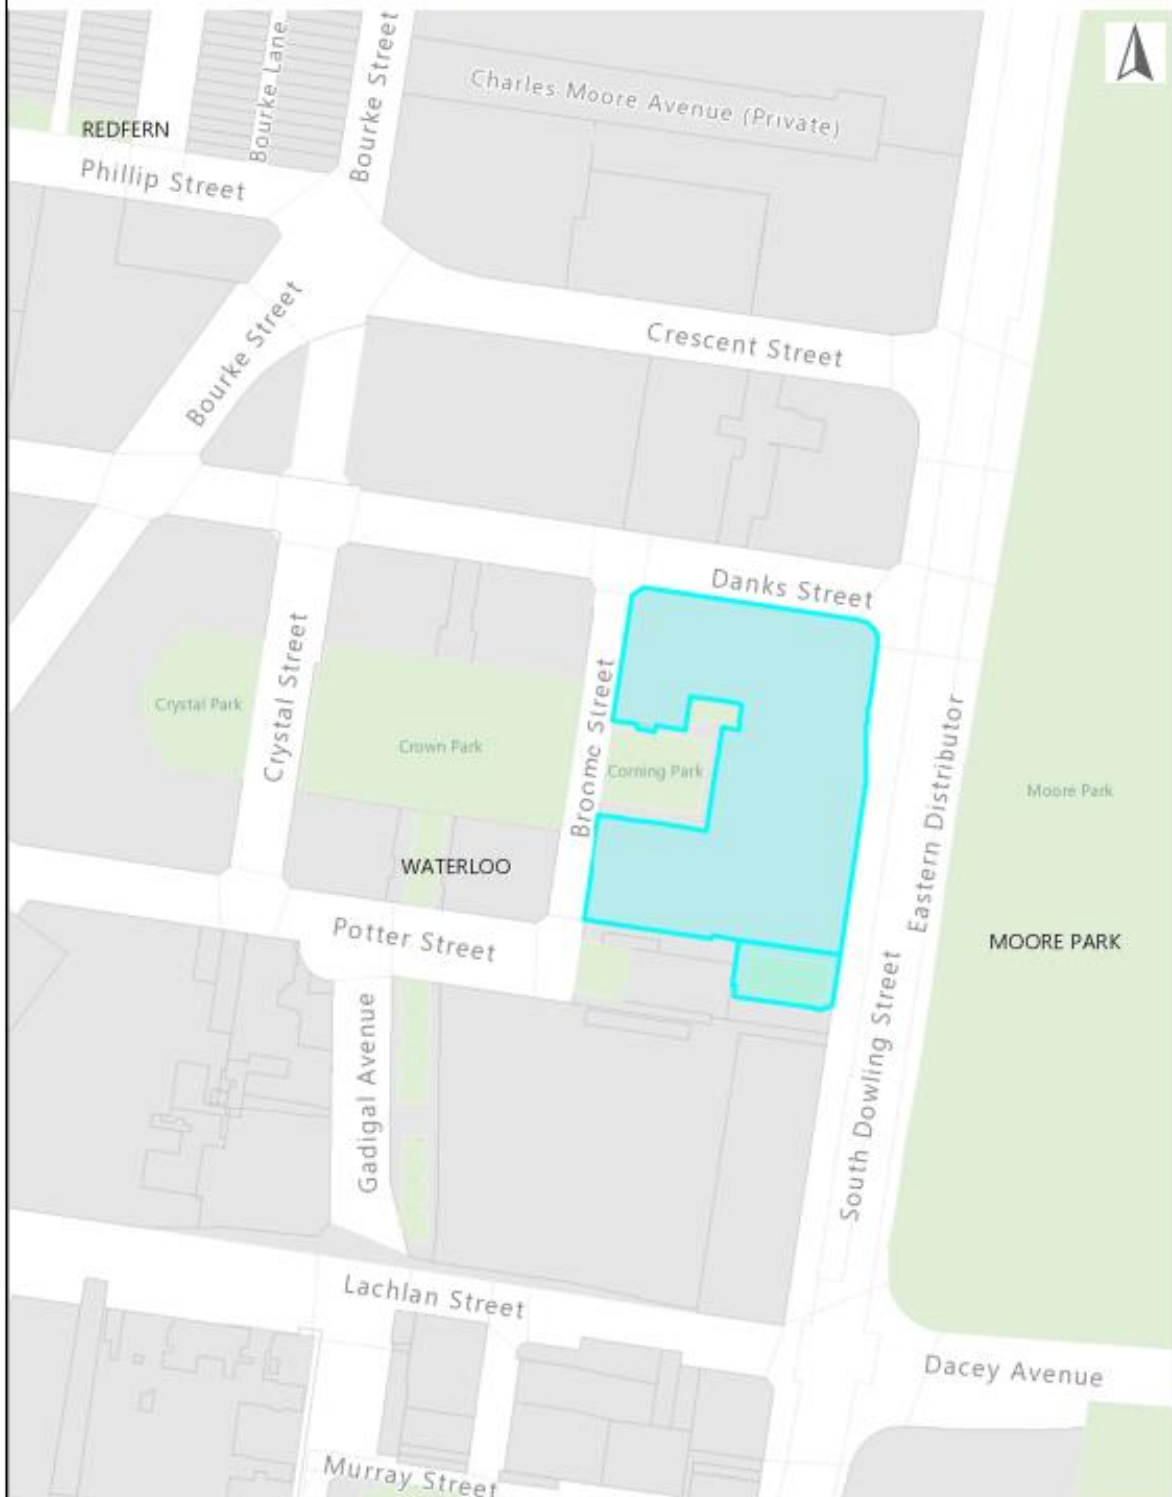 Bourke Lane
Bourke Street
Charles Moore Avenue (Private)
REDFERN
Phillip Street
Bourke Street
Crescent Street
Danks Street
Crystal Street
Crystal Park
Crown Park
Broome Street
Corning Park
Eastern Distributor
Moore Park
WATERLOO
Potter Street
MOORE PARK
Gadigal Avenue
South Dowling Street
Lachlan Street
Dacey Avenue
Murray Street